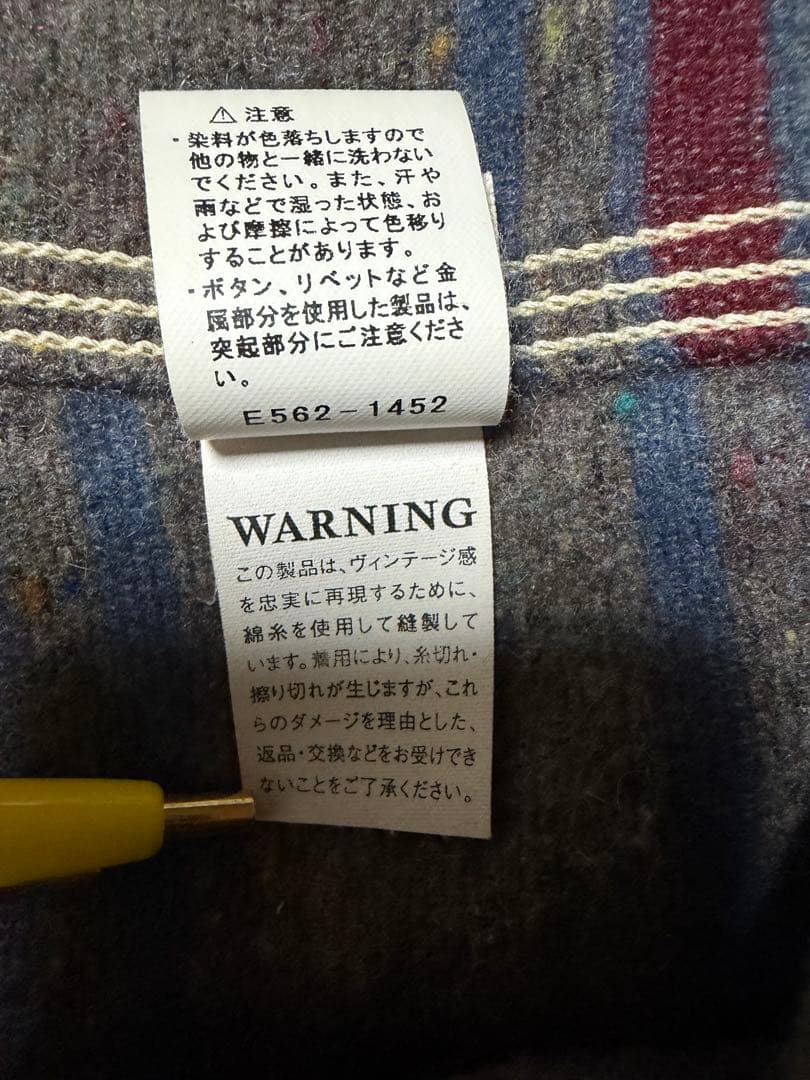 ⚠ 注意
・染料が色落ちしますので
他の物と一緒に洗わない
でください。また、汗や
雨などで湿った状態、お
よび摩擦によって色移り
することがあります。
・ボタン、リベットなど金
属部分を使用した製品は、
突起部分にご注意くださ
い。
E562-1452
WARNING
この製品は、ヴィンテージ感
を忠実に再現するために、
綿糸を使用して縫製して
います。着用により、糸切れ・
擦り切れが生じますが、これ
らのダメージを理由とした、
返品・交換などをお受けでき
ないことをご了承ください。